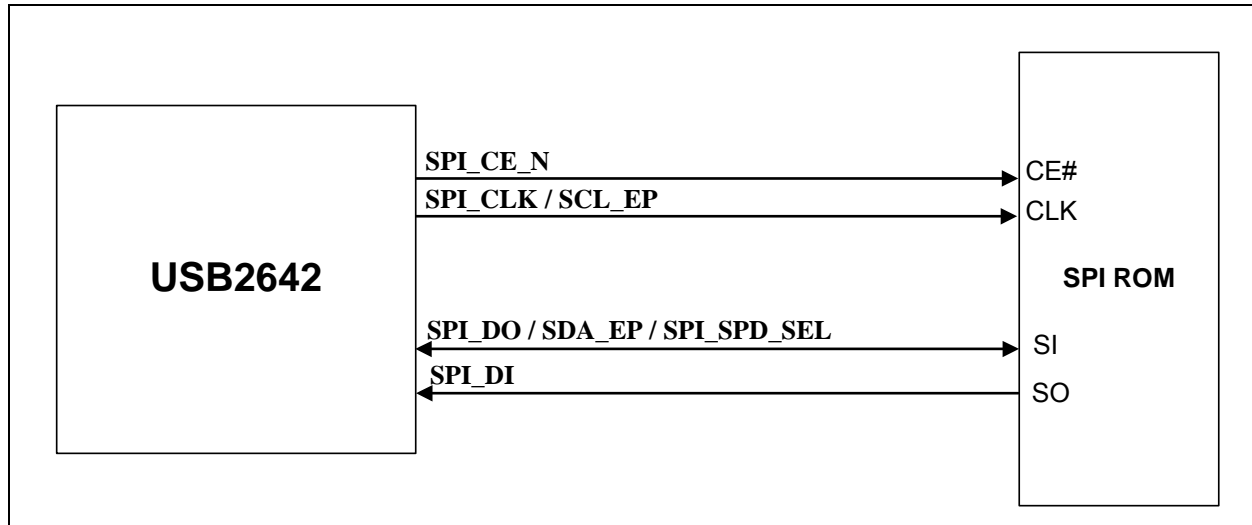 SPI_CE_N
CE#
SPI_CLK / SCL_EP
CLK
USB2642
SPI ROM
SPI_DO / SDA_EP / SPI_SPD_SEL
SI
SPI_DI
SO